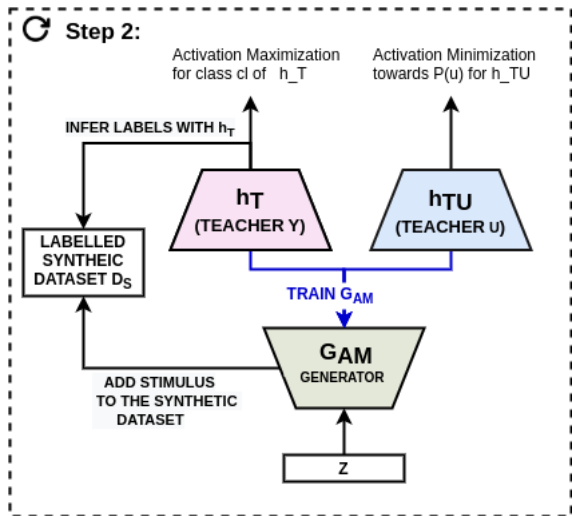 Step 2:
Activation Maximization
for class cl of h_T
Activation Minimization
towards P(u) for h_TU
INFER LABELS WITH hT
hT
(TEACHER Y)
hTU
(TEACHER U)
LABELLED
SYNTHEIC
DATASET DS
TRAIN GAM
GAM
GENERATOR
ADD STIMULUS
TO THE SYNTHETIC
DATASET
Z